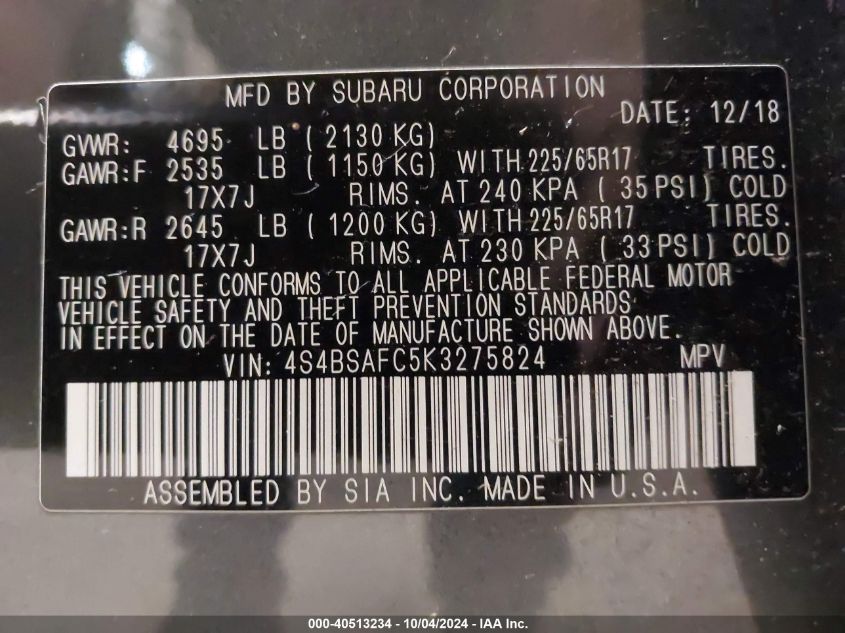 MFD BY SUBARU CORPORATION
DATE: 12/18
GVWR: 4695 LB ( 2130 KG)
GAWR:F 2535 LB ( 1150 KG) WITH 225/65R17 TIRES.
17X7J RIMS. AT 240 KPA ( 35 PSI) COLD
GAWR:R 2645 LB ( 1200 KG) WITH 225/65R17 TIRES.
17X7J RIMS. AT 230 KPA ( 33 PSI) COLD
THIS VEHICLE CONFORMS TO ALL APPLICABLE FEDERAL MOTOR
VEHICLE SAFETY AND THEFT PREVENTION STANDARDS
IN EFFECT ON THE DATE OF MANUFACTURE SHOWN ABOVE.
VIN: 4S4BSAFC5K3275824 MPV
ASSEMBLED BY SIA INC. MADE IN U.S.A.
000-40513234 - 10/04/2024 - IAA Inc.